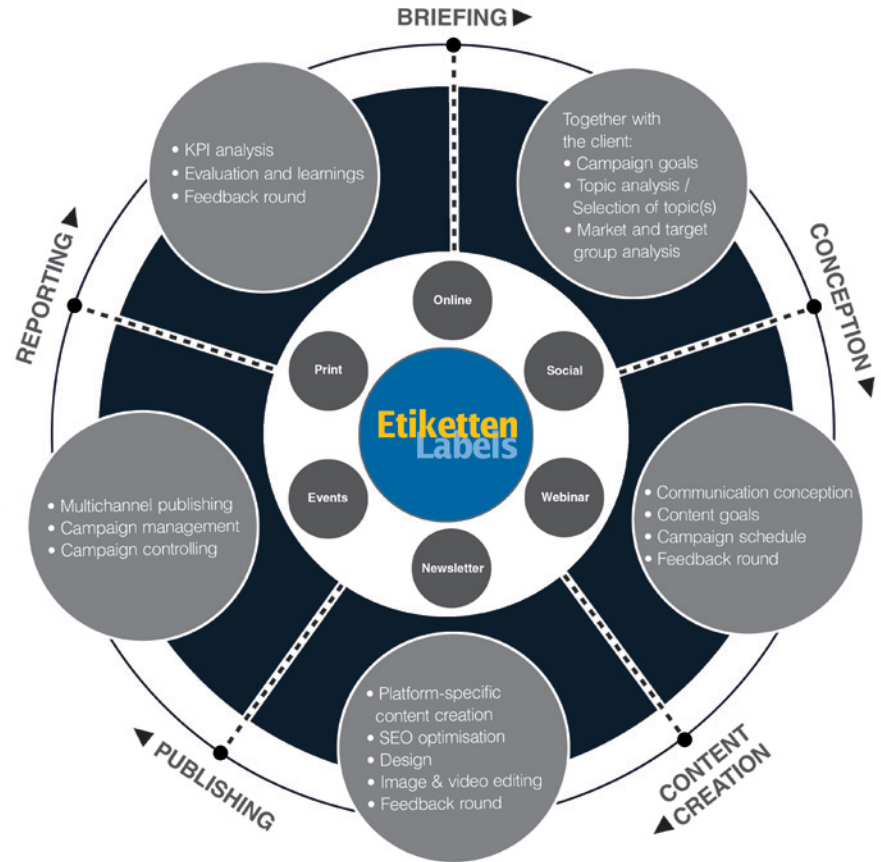 BRIEFING ►
Together with
the client:
• Campaign goals
• Topic analysis /
Selection of topic(s)
• Market and target
group analysis
CONCEPTION ►
• Communication conception
• Content goals
• Campaign schedule
• Feedback round
CONTENT
CREATION ►
• Platform-specific
content creation
• SEO optimisation
• Design
• Image & video editing
• Feedback round
◄ PUBLISHING
• Multichannel publishing
• Campaign management
• Campaign controlling
REPORTING ►
• KPI analysis
• Evaluation and learnings
• Feedback round
Online
Social
Webinar
Newsletter
Events
Print
Etiketten
Labels